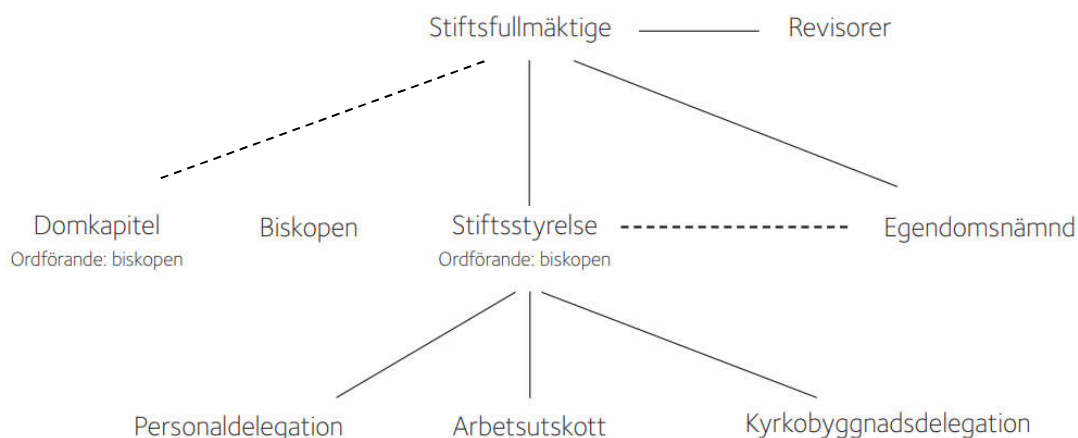 Stiftsfullmäktige Revisorer
Domkapitel Biskopen Stiftsstyrelse Egendomsnämnd
Ordförande: biskopen Ordförande: biskopen
Personaldelegation Arbetsutskott Kyrkobyggnadsdelegation